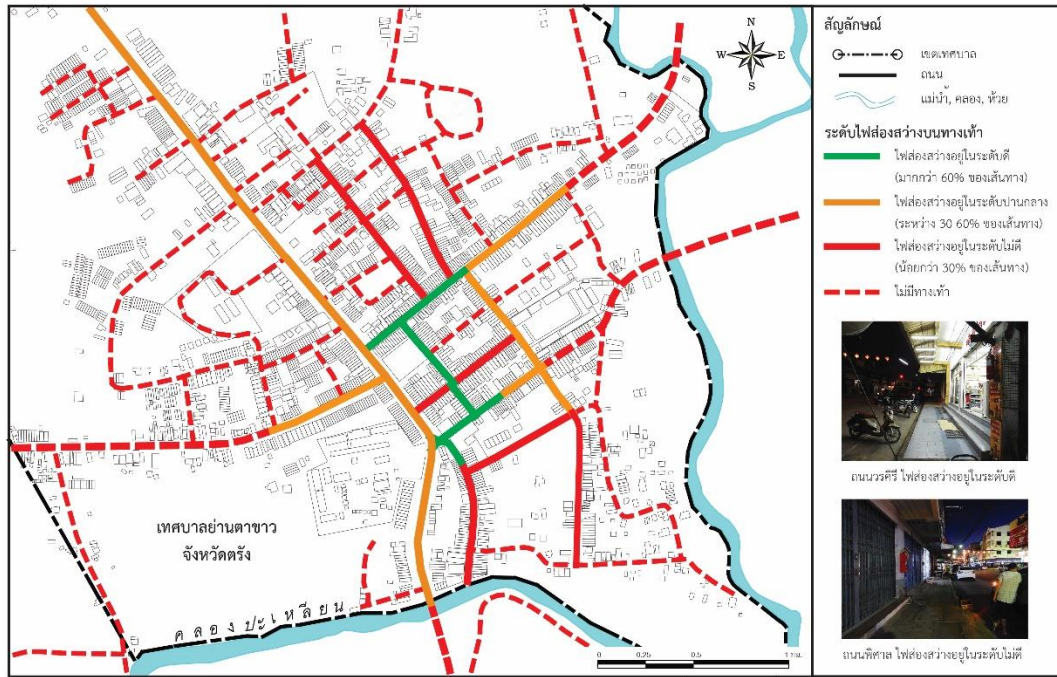 N
W E
S
เทศบาลย่านตาขาว
จังหวัดตรัง
คลองปะเหลียน
0 0.25 0.5 1 กม.
สัญลักษณ์
เขตเทศบาล
ถนน
แม่น้ำ, คลอง, ห้วย
ระดับไฟส่องสว่างบนทางเท้า
ไฟส่องสว่างอยู่ในระดับดี
(มากกว่า 60% ของเส้นทาง)
ไฟส่องสว่างอยู่ในระดับปานกลาง
(ระหว่าง 30 60% ของเส้นทาง)
ไฟส่องสว่างอยู่ในระดับไม่ดี
(น้อยกว่า 30% ของเส้นทาง)
ไม่มีทางเท้า
ถนนวรคีรี ไฟส่องสว่างอยู่ในระดับดี
ถนนพิศาล ไฟส่องสว่างอยู่ในระดับไม่ดี